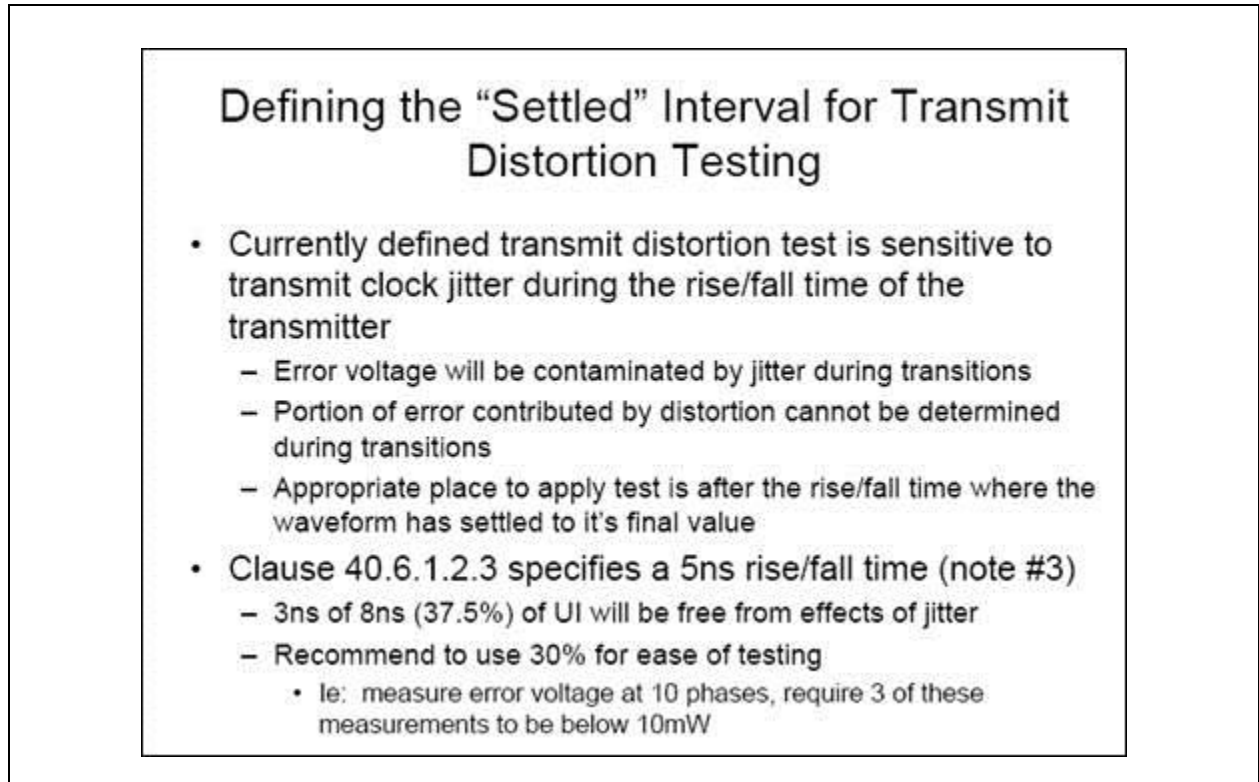 Defining the “Settled” Interval for Transmit
Distortion Testing
• Currently defined transmit distortion test is sensitive to
transmit clock jitter during the rise/fall time of the
transmitter
– Error voltage will be contaminated by jitter during transitions
– Portion of error contributed by distortion cannot be determined
during transitions
– Appropriate place to apply test is after the rise/fall time where the
waveform has settled to it's final value
• Clause 40.6.1.2.3 specifies a 5ns rise/fall time (note #3)
– 3ns of 8ns (37.5%) of UI will be free from effects of jitter
– Recommend to use 30% for ease of testing
• Ie: measure error voltage at 10 phases, require 3 of these
measurements to be below 10mW